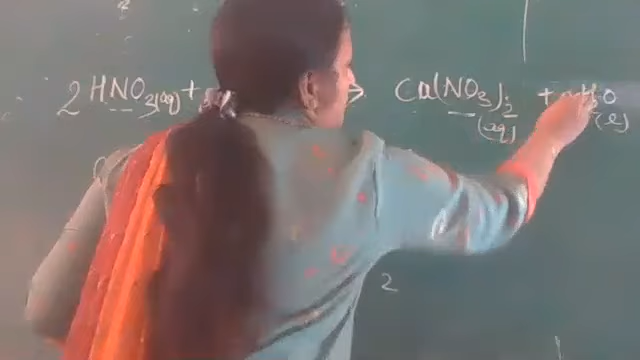 2HNO3(aq) + → Ca(NO3)2 + H2O
(aq) (l)
2